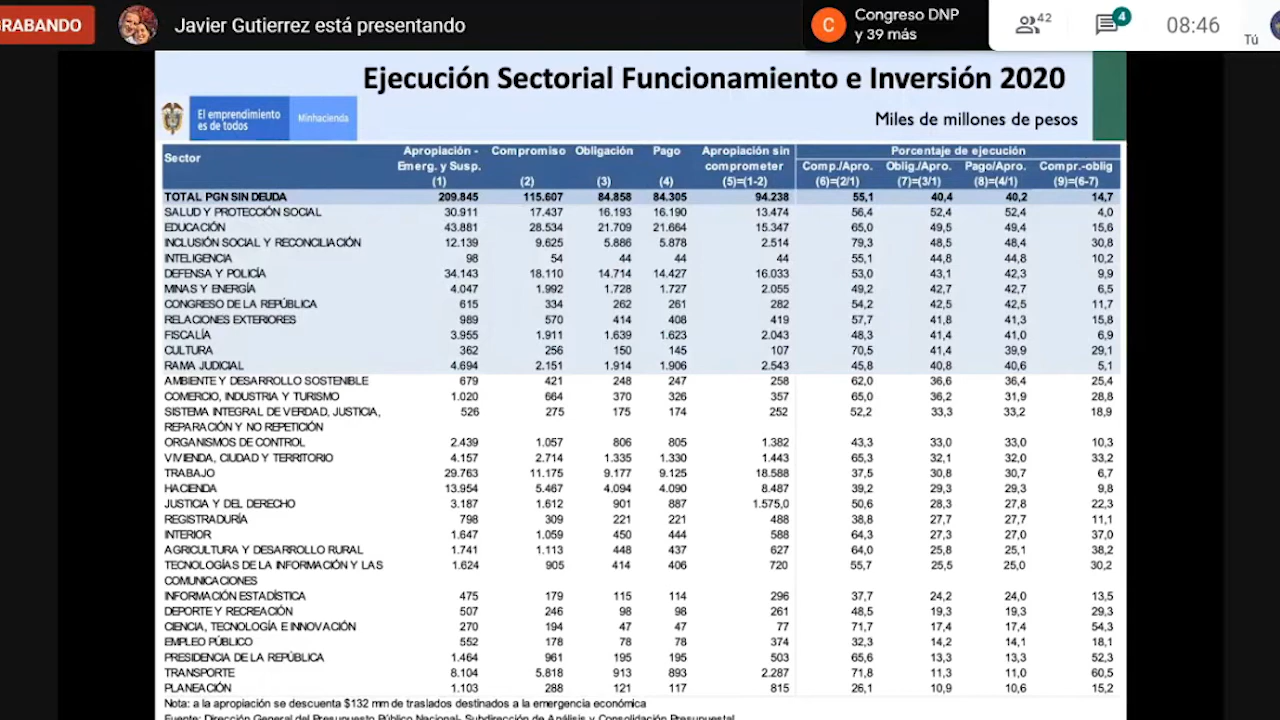 GRABANDO
Javier Gutierrez está presentando
C
Congreso DNP
y 39 más
42
4
08:46
Tú
Ejecución Sectorial Funcionamiento e Inversión 2020
El emprendimiento
es de todos
Minhacienda
Miles de millones de pesos
Sector Apropiación - Emerg. y Susp. (1) Compromiso (2) Obligación (3) Pago (4) Apropiación sin comprometer (5)=(1-2) Porcentaje de ejecución
Comp./Apro. (6)=(2/1) Oblig./Apro. (7)=(3/1) Pago/Apro. (8)=(4/1) Compr.-oblig (9)=(6-7)
TOTAL PGN SIN DEUDA 209.845 115.607 84.858 84.305 94.238 55,1 40,4 40,2 14,7
SALUD Y PROTECCIÓN SOCIAL 30.911 17.437 16.193 16.190 13.474 56,4 52,4 52,4 4,0
EDUCACIÓN 43.881 28.534 21.709 21.664 15.347 65,0 49,5 49,4 15,6
INCLUSIÓN SOCIAL Y RECONCILIACIÓN 12.139 9.625 5.886 5.878 2.514 79,3 48,5 48,4 30,8
INTELIGENCIA 98 54 44 44 44 55,1 44,8 44,8 10,2
DEFENSA Y POLICÍA 34.143 18.110 14.714 14.427 16.033 53,0 43,1 42,3 9,9
MINAS Y ENERGÍA 4.047 1.992 1.728 1.727 2.055 49,2 42,7 42,7 6,5
CONGRESO DE LA REPÚBLICA 615 334 262 261 282 54,2 42,5 42,5 11,7
RELACIONES EXTERIORES 989 570 414 408 419 57,7 41,8 41,3 15,8
FISCALÍA 3.955 1.911 1.639 1.623 2.043 48,3 41,4 41,0 6,9
CULTURA 362 256 150 145 107 70,5 41,4 39,9 29,1
RAMA JUDICIAL 4.694 2.151 1.914 1.906 2.543 45,8 40,8 40,6 5,1
AMBIENTE Y DESARROLLO SOSTENIBLE 679 421 248 247 258 62,0 36,6 36,4 25,4
COMERCIO, INDUSTRIA Y TURISMO 1.020 664 370 326 357 65,0 36,2 31,9 28,8
SISTEMA INTEGRAL DE VERDAD, JUSTICIA, 526 275 175 174 252 52,2 33,3 33,2 18,9
REPARACIÓN Y NO REPETICIÓN
ORGANISMOS DE CONTROL 2.439 1.057 806 805 1.382 43,3 33,0 33,0 10,3
VIVIENDA, CIUDAD Y TERRITORIO 4.157 2.714 1.335 1.330 1.443 65,3 32,1 32,0 33,2
TRABAJO 29.763 11.175 9.177 9.125 18.588 37,5 30,8 30,7 6,7
HACIENDA 13.954 5.467 4.094 4.090 8.487 39,2 29,3 29,3 9,8
JUSTICIA Y DEL DERECHO 3.187 1.612 901 887 1.575,0 50,6 28,3 27,8 22,3
REGISTRADURÍA 798 309 221 221 488 38,8 27,7 27,7 11,1
INTERIOR 1.647 1.059 450 444 588 64,3 27,3 27,0 37,0
AGRICULTURA Y DESARROLLO RURAL 1.741 1.113 448 437 627 64,0 25,8 25,1 38,2
TECNOLOGÍAS DE LA INFORMACIÓN Y LAS 1.624 905 414 406 720 55,7 25,5 25,0 30,2
COMUNICACIONES
INFORMACIÓN ESTADÍSTICA 475 179 115 114 296 37,7 24,2 24,0 13,5
DEPORTE Y RECREACIÓN 507 246 98 98 261 48,5 19,3 19,3 29,3
CIENCIA, TECNOLOGÍA E INNOVACIÓN 270 194 47 47 77 71,7 17,4 17,4 54,3
EMPLEO PÚBLICO 552 178 78 78 374 32,3 14,2 14,1 18,1
PRESIDENCIA DE LA REPÚBLICA 1.464 961 195 195 503 65,6 13,3 13,3 52,3
TRANSPORTE 8.104 5.818 913 893 2.287 71,8 11,3 11,0 60,5
PLANEACIÓN 1.103 288 121 117 815 26,1 10,9 10,6 15,2
Nota: a la apropiación se descuenta $132 mm de traslados destinados a la emergencia económica
Fuente: Dirección General del Presupuesto Público Nacional- Subdirección de Análisis y Consolidación Presupuestal